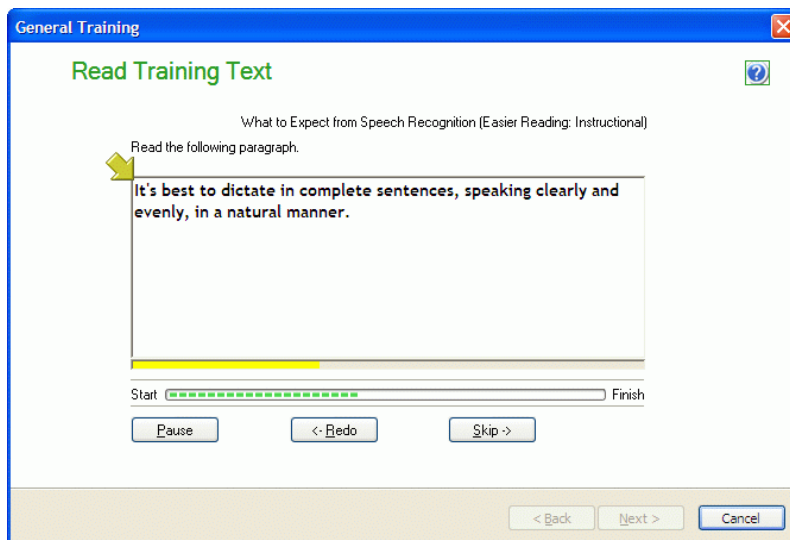 General Training
Read Training Text
What to Expect from Speech Recognition (Easier Reading: Instructional)
Read the following paragraph.
It's best to dictate in complete sentences, speaking clearly and
evenly, in a natural manner.
Start Finish
Pause <- Redo Skip ->
< Back Next > Cancel